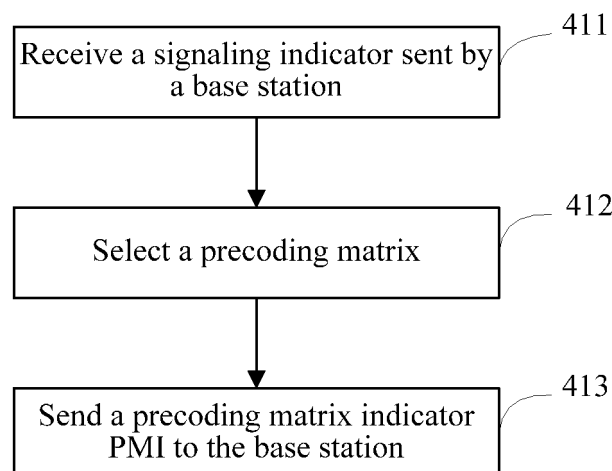 411
Receive a signaling indicator sent by
a base station
412
Select a precoding matrix
413
Send a precoding matrix indicator
PMI to the base station